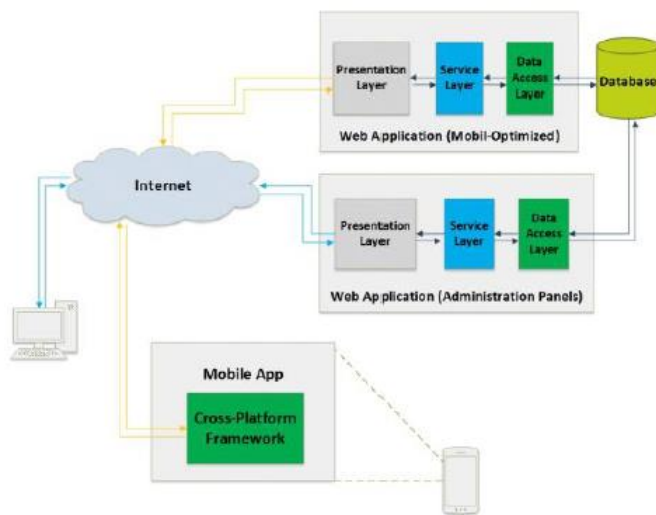 Presentation
Layer
Service
Layer
Data
Access
Layer
Database
Web Application (Mobil-Optimized)
Internet
Presentation
Layer
Service
Layer
Data
Access
Layer
Web Application (Administration Panels)
Mobile App
Cross-Platform
Framework